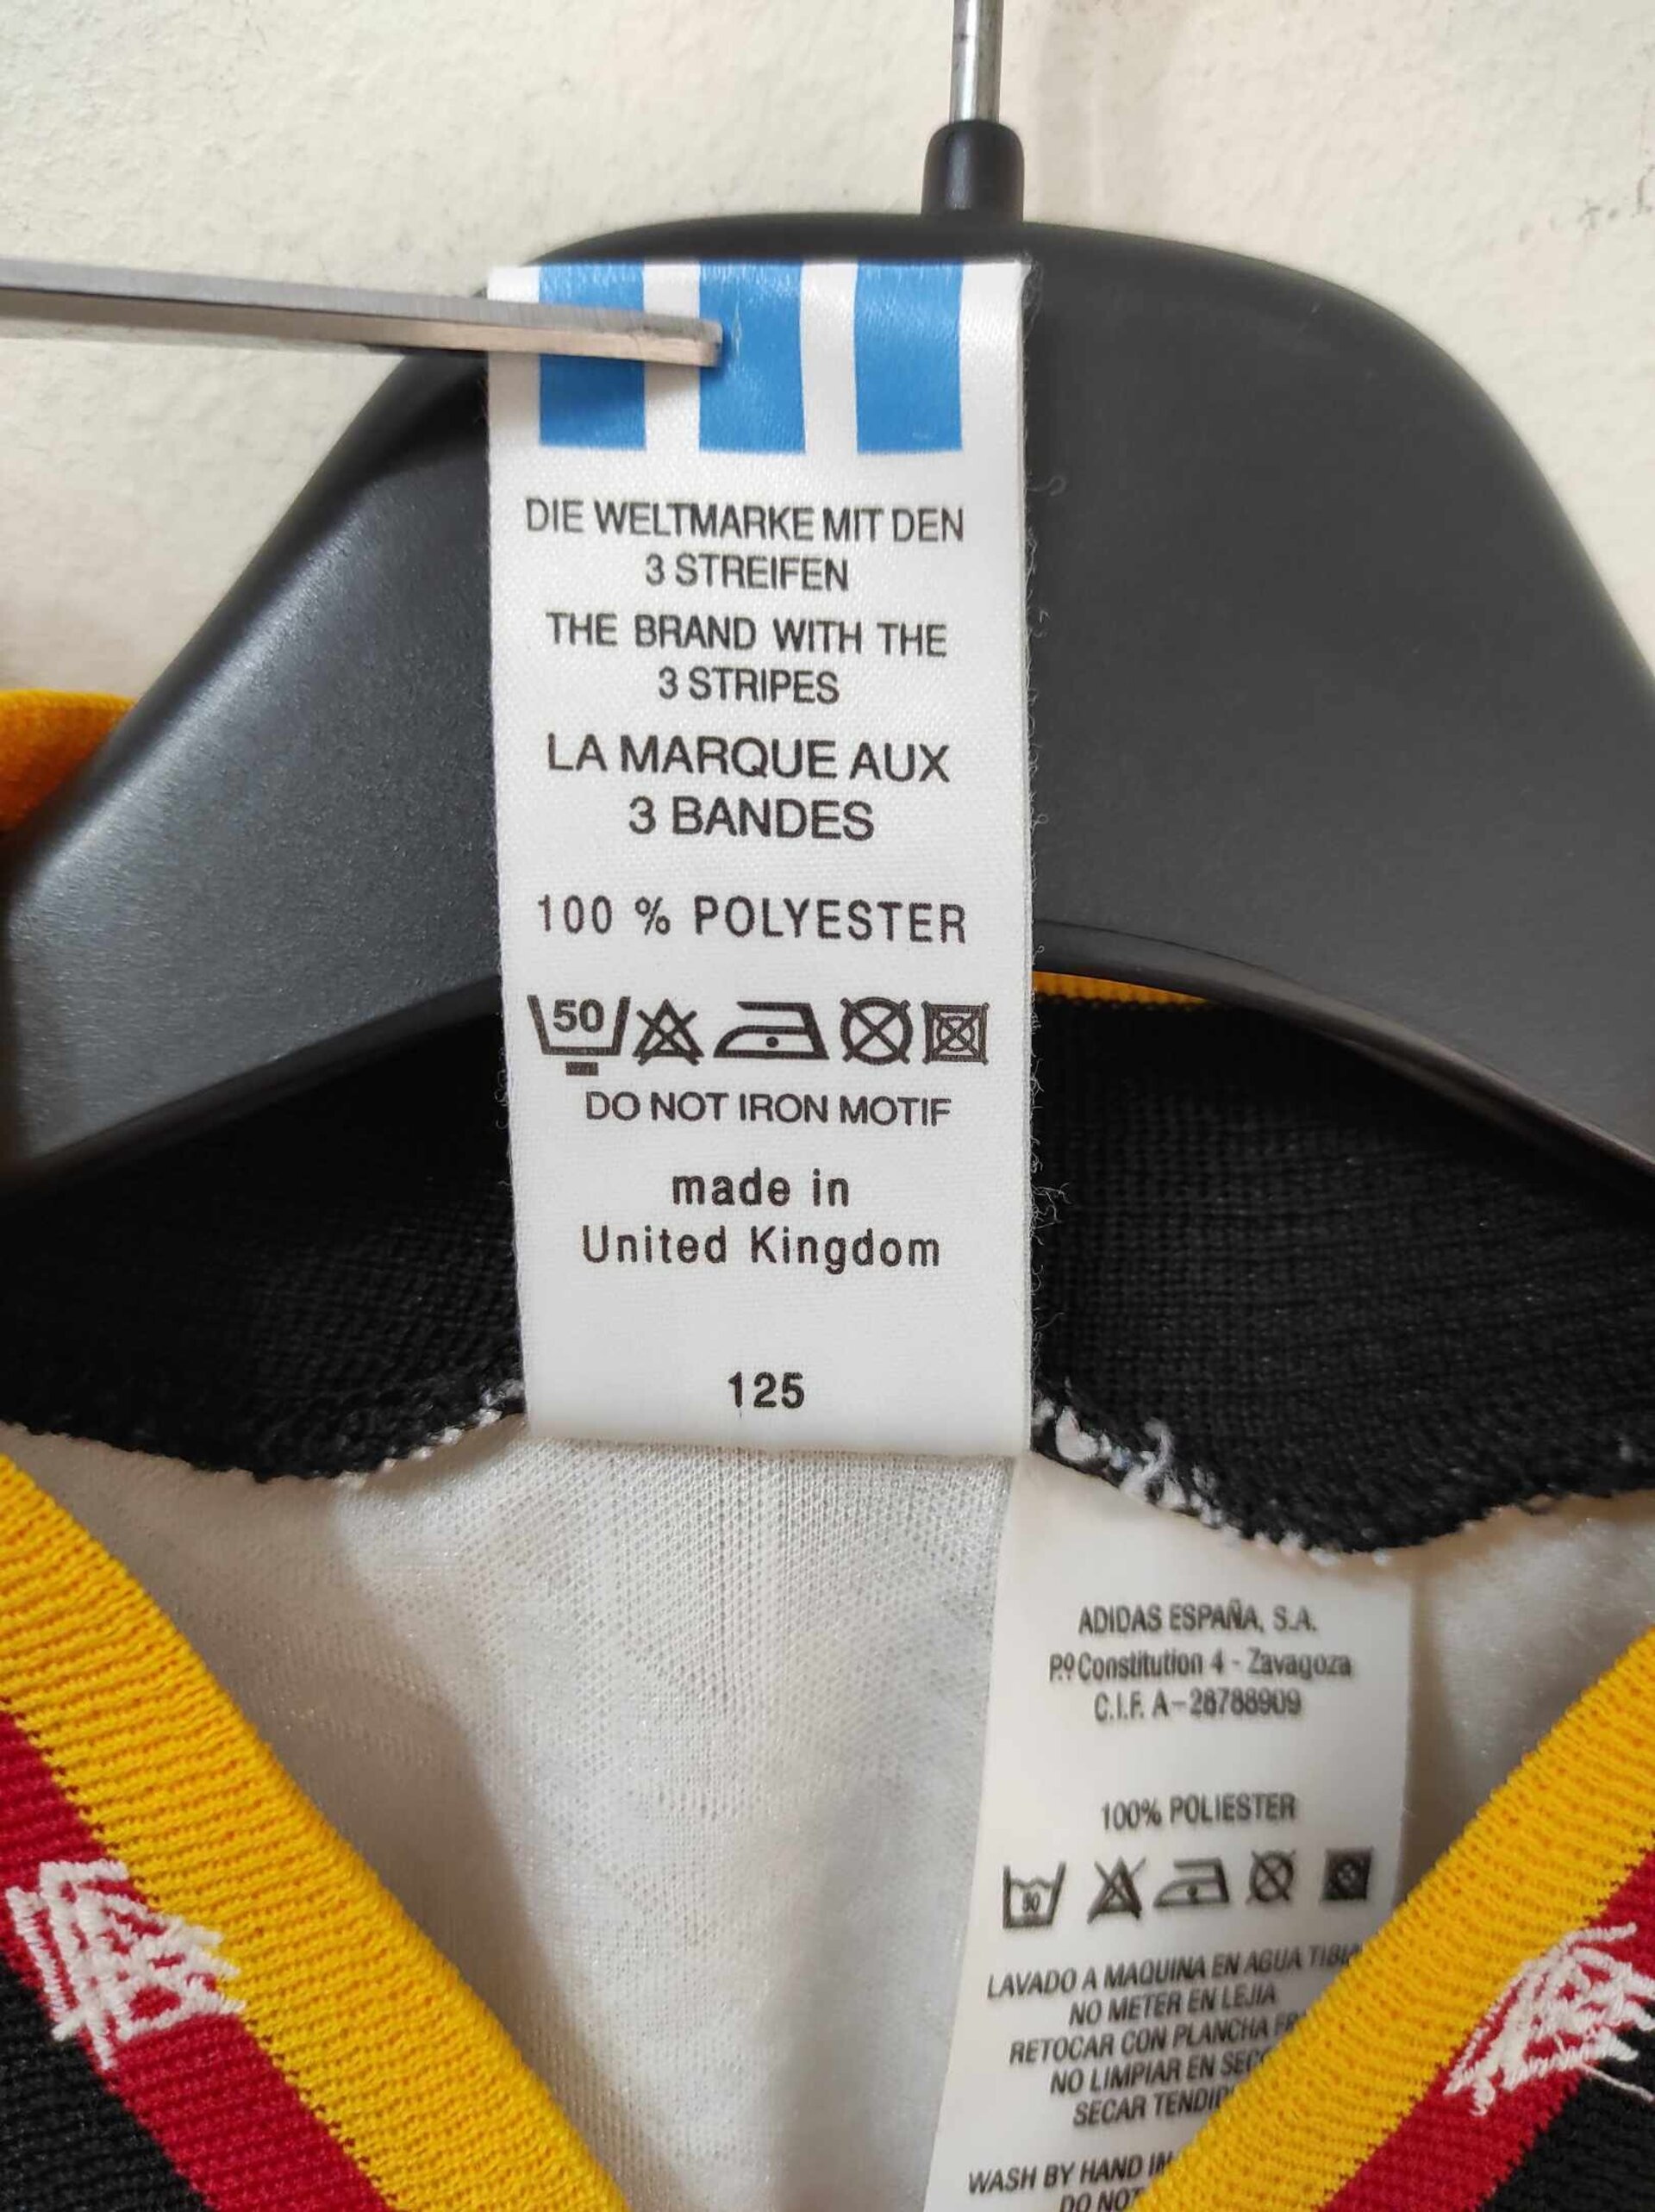 DIE WELTMARKE MIT DEN
3 STREIFEN
THE BRAND WITH THE
3 STRIPES
LA MARQUE AUX
3 BANDES
100 % POLYESTER
50
DO NOT IRON MOTIF
made in
United Kingdom
125
ADIDAS ESPAÑA, S.A.
Pº Constitution 4 - Zavagoza
C.I.F. A-28788909
100% POLIESTER
LAVADO A MAQUINA EN AGUA TIBIA
NO METER EN LEJIA
RETOCAR CON PLANCHA
NO LIMPIAR EN
SECAR
WASH BY HAND
DO NOT